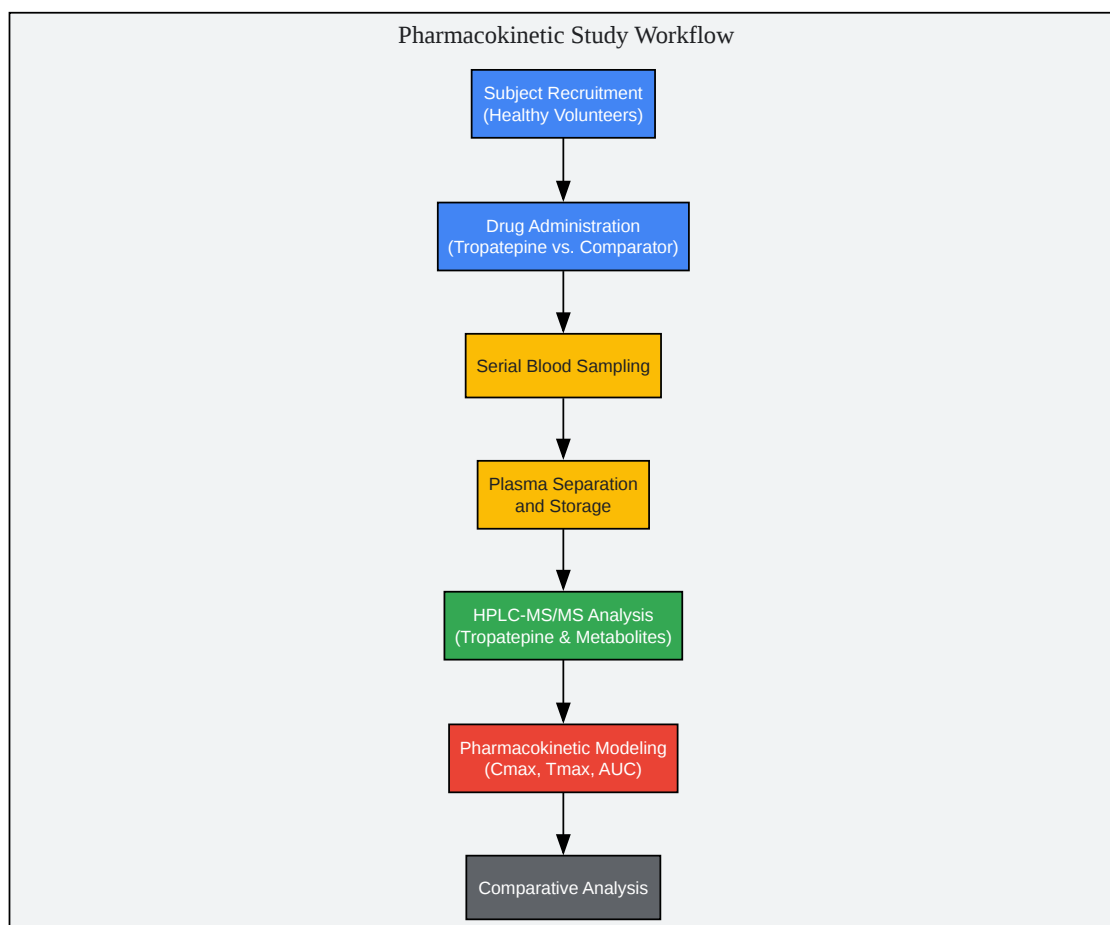 Pharmacokinetic Study Workflow
Subject Recruitment
(Healthy Volunteers)
Drug Administration
(Tropatepine vs. Comparator)
Serial Blood Sampling
Plasma Separation
and Storage
HPLC-MS/MS Analysis
(Tropatepine & Metabolites)
Pharmacokinetic Modeling
(Cmax, Tmax, AUC)
Comparative Analysis